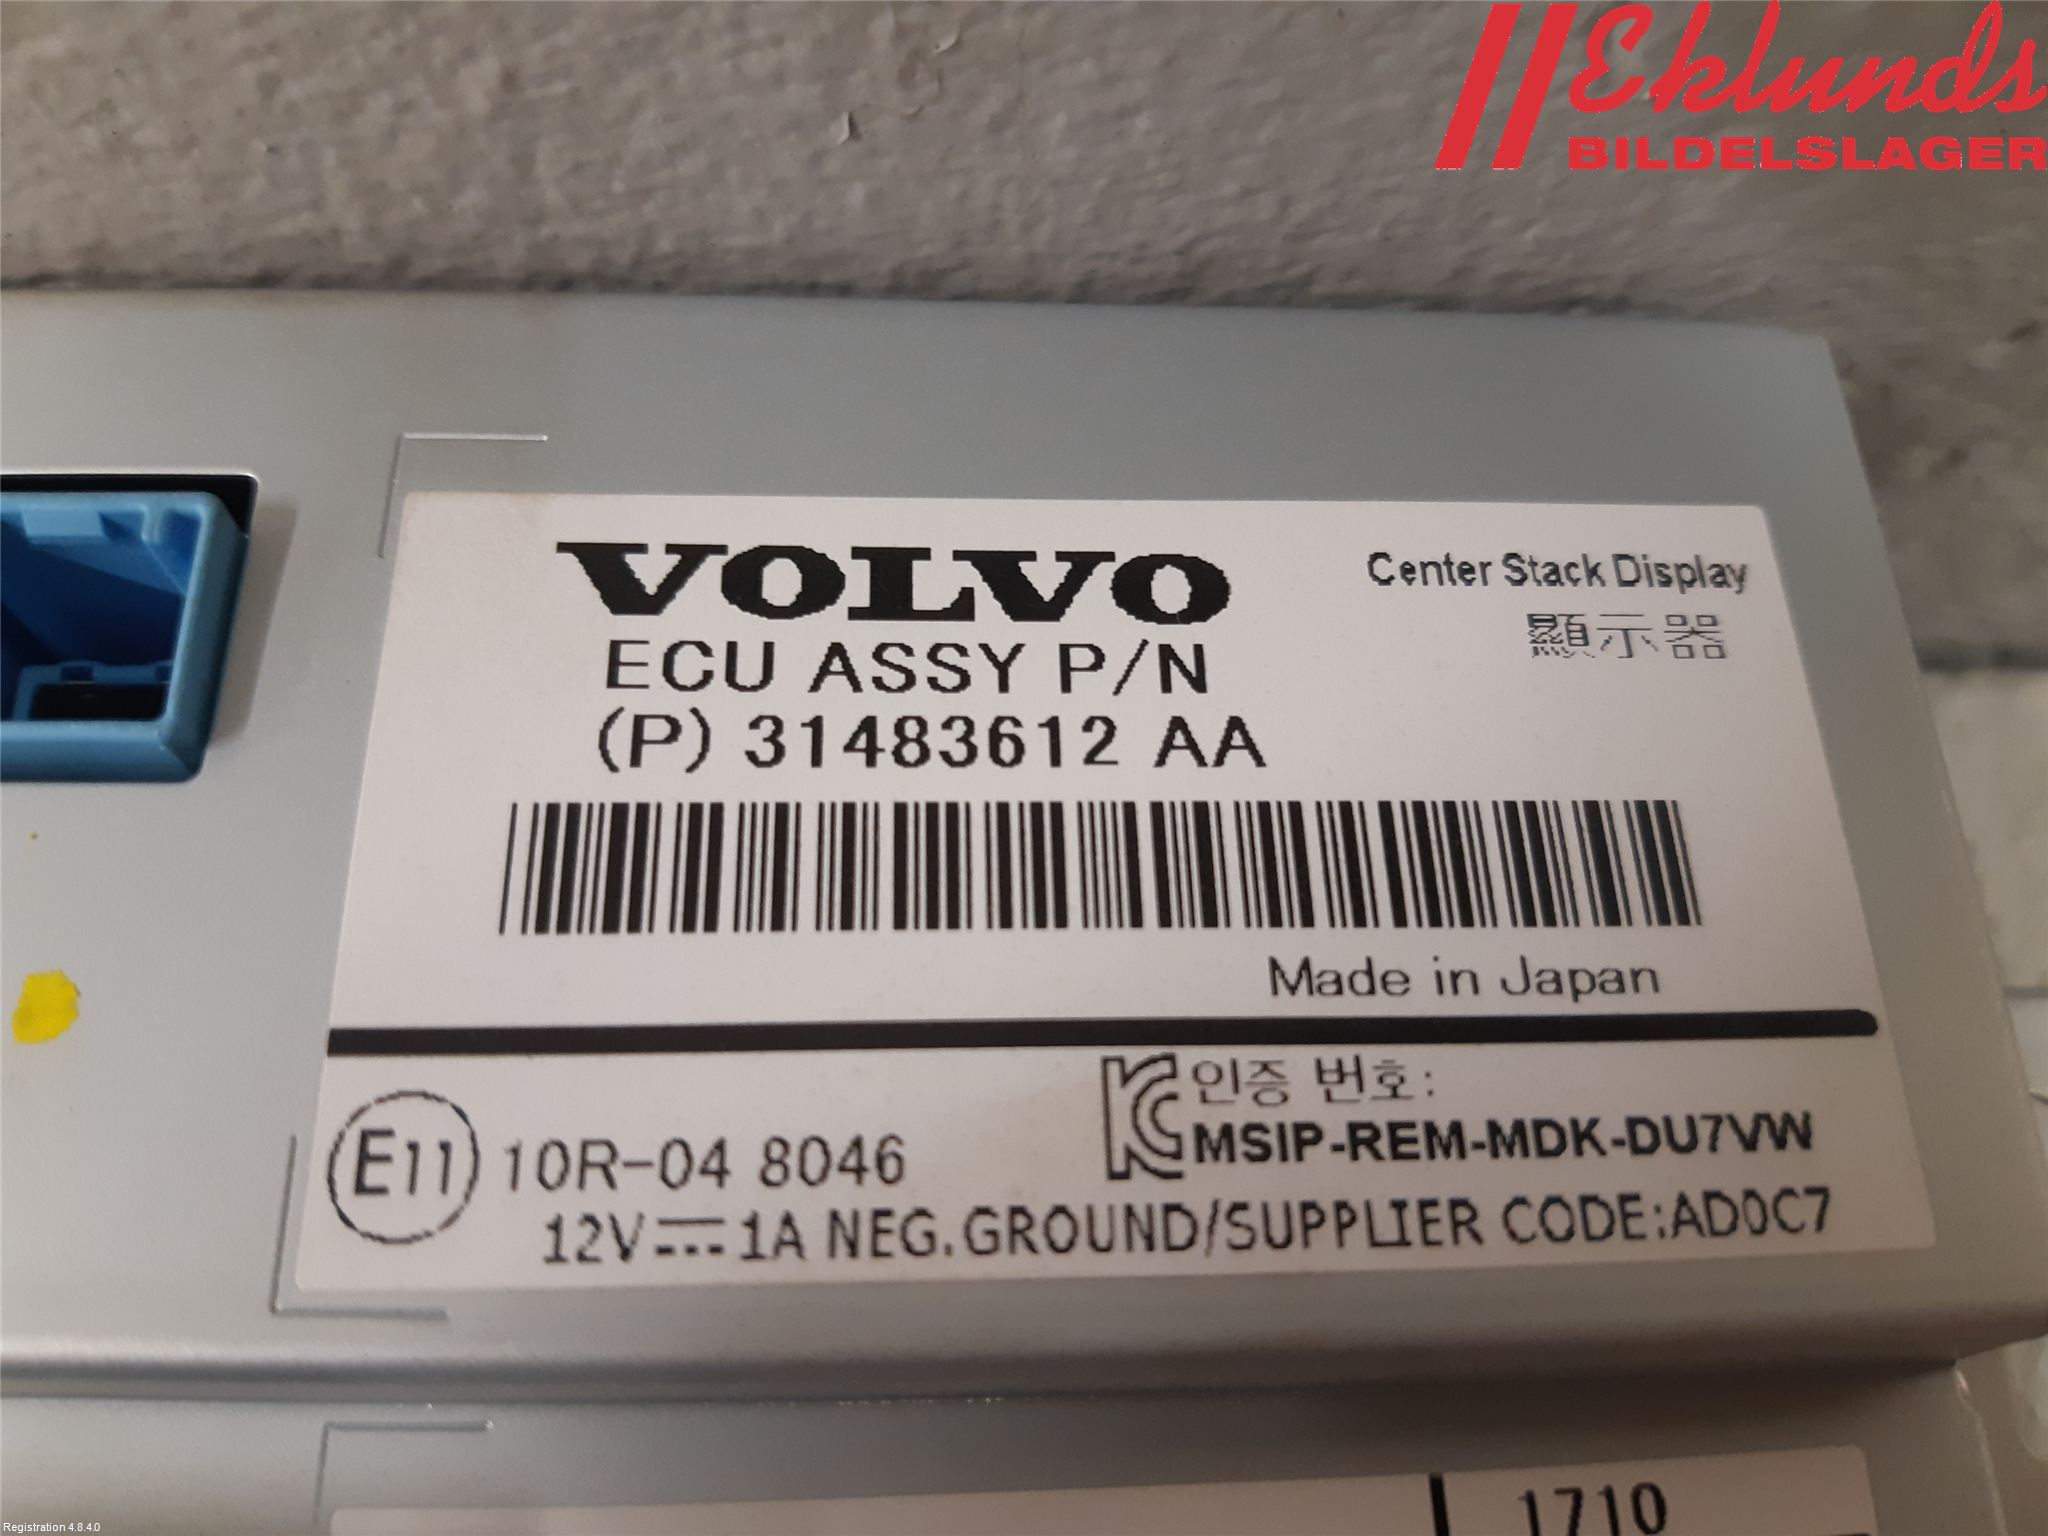 Eklunds
BILDELSLAGER
VOLVO
Center Stack Display
顯示器
ECU ASSY P/N
(P) 31483612 AA
Made in Japan
E11 10R-04 8046
KC 인증 번호:
MSIP-REM-MDK-DU7VW
12V⎓1A NEG.GROUND/SUPPLIER CODE:AD0C7
1710
Registration 4.8.4.0